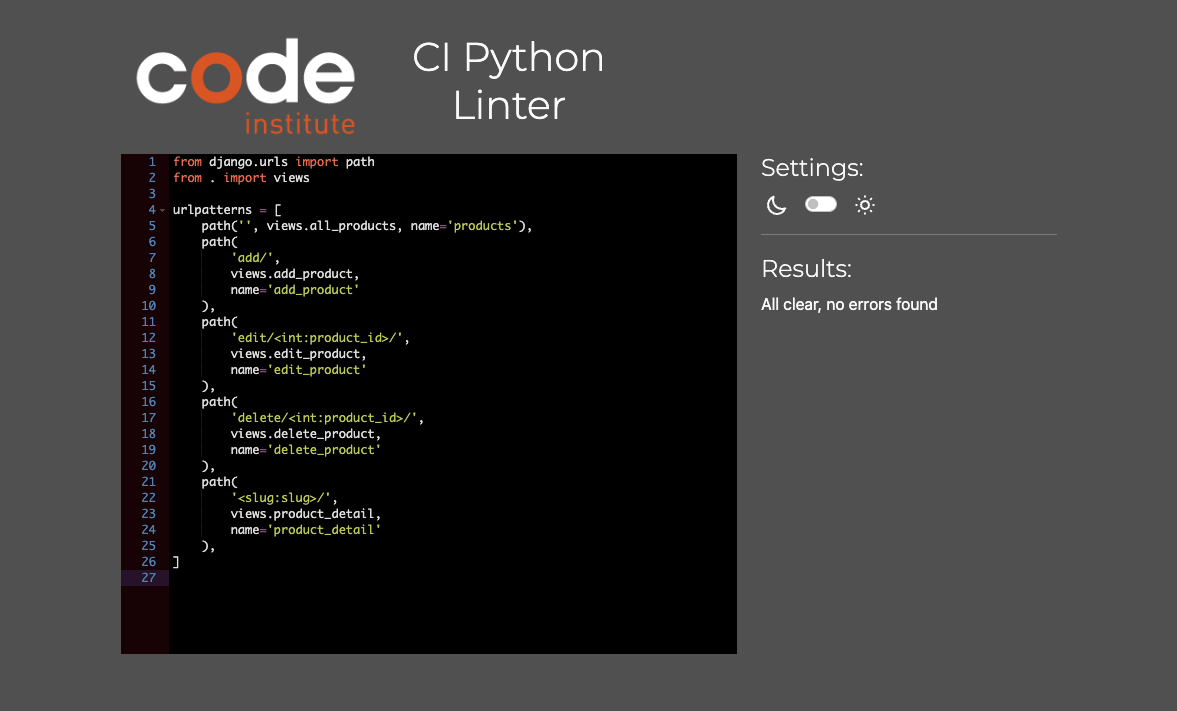 code
institute
CI Python
Linter
1 from django.urls import path
2 from . import views
3
4 urlpatterns = [
5     path('', views.all_products, name='products'),
6     path(
7         'add/',
8         views.add_product,
9         name='add_product'
10     ),
11     path(
12         'edit/<int:product_id>/',
13         views.edit_product,
14         name='edit_product'
15     ),
16     path(
17         'delete/<int:product_id>/',
18         views.delete_product,
19         name='delete_product'
20     ),
21     path(
22         '<slug:slug>/',
23         views.product_detail,
24         name='product_detail'
25     ),
26 ]
27
Settings:
Results:
All clear, no errors found